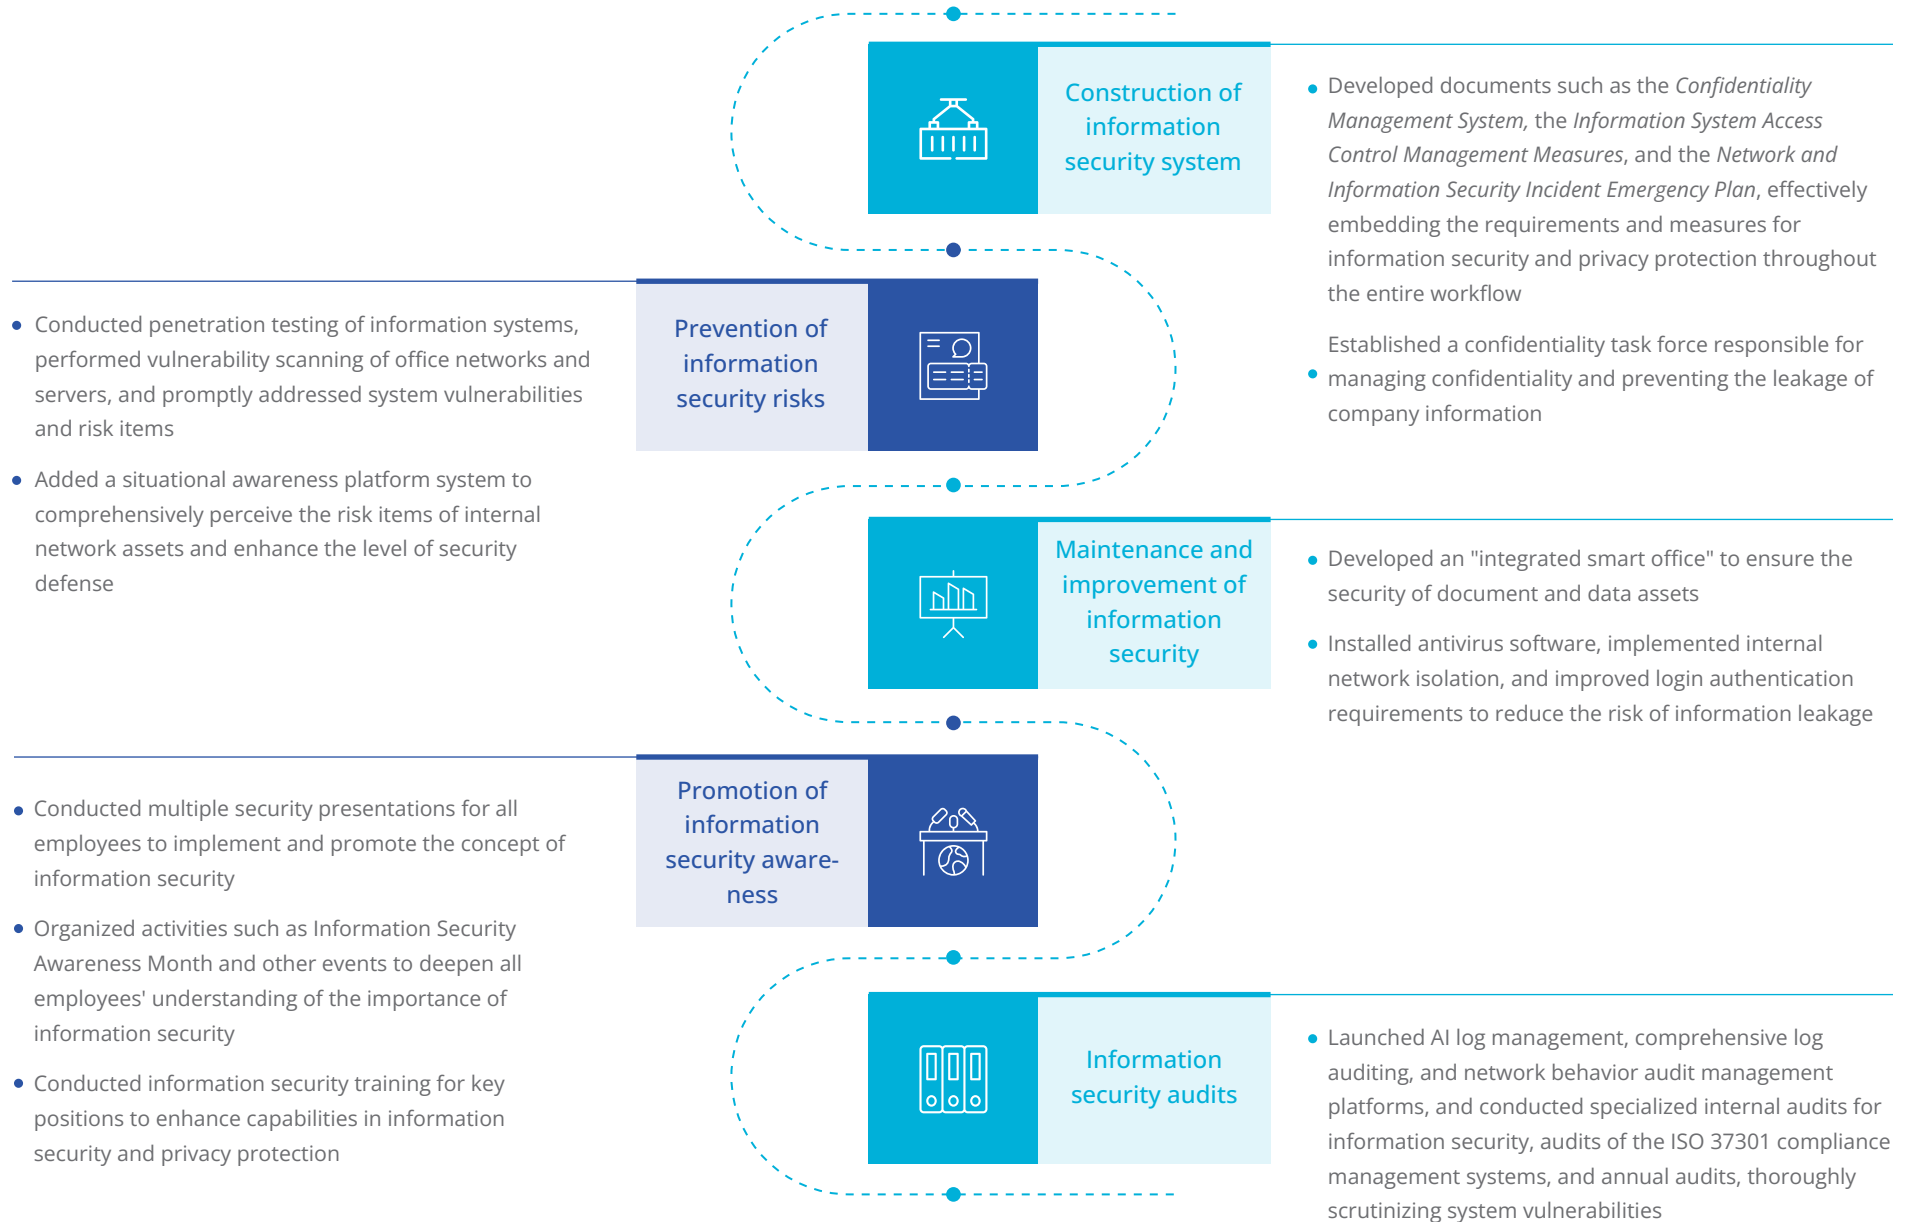 Construction of
information
security system
Developed documents such as the Confidentiality
Management System, the Information System Access
Control Management Measures, and the Network and
Information Security Incident Emergency Plan, effectively
embedding the requirements and measures for
information security and privacy protection throughout
the entire workflow
Established a confidentiality task force responsible for
managing confidentiality and preventing the leakage of
company information
Prevention of
information
security risks
Conducted penetration testing of information systems,
performed vulnerability scanning of office networks and
servers, and promptly addressed system vulnerabilities
and risk items
Added a situational awareness platform system to
comprehensively perceive the risk items of internal
network assets and enhance the level of security
defense
Maintenance and
improvement of
information
security
Developed an "integrated smart office" to ensure the
security of document and data assets
Installed antivirus software, implemented internal
network isolation, and improved login authentication
requirements to reduce the risk of information leakage
Promotion of
information
security aware-
ness
Conducted multiple security presentations for all
employees to implement and promote the concept of
information security
Organized activities such as Information Security
Awareness Month and other events to deepen all
employees' understanding of the importance of
information security
Conducted information security training for key
positions to enhance capabilities in information
security and privacy protection
Information
security audits
Launched AI log management, comprehensive log
auditing, and network behavior audit management
platforms, and conducted specialized internal audits for
information security, audits of the ISO 37301 compliance
management systems, and annual audits, thoroughly
scrutinizing system vulnerabilities